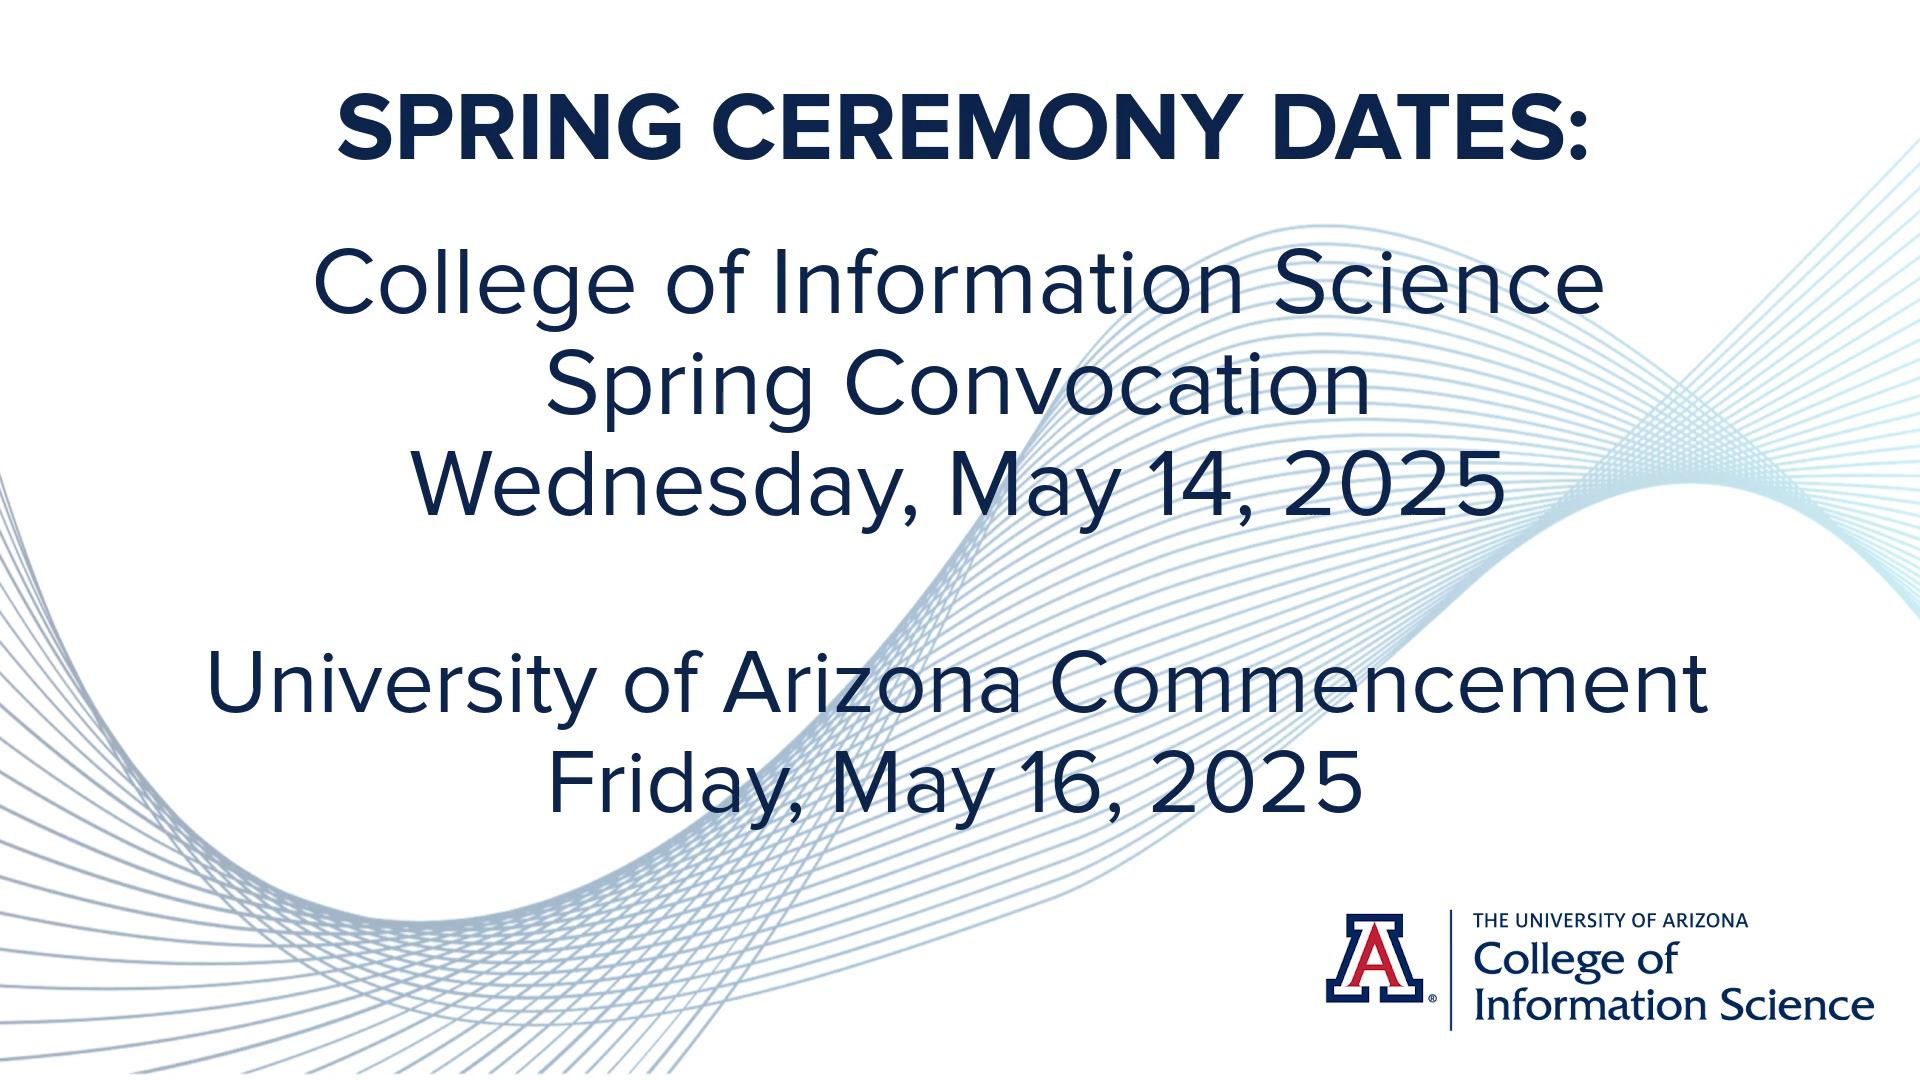 SPRING CEREMONY DATES:
College of Information Science
Spring Convocation
Wednesday, May 14, 2025
University of Arizona Commencement
Friday, May 16, 2025
A®
THE UNIVERSITY OF ARIZONA
College of
Information Science